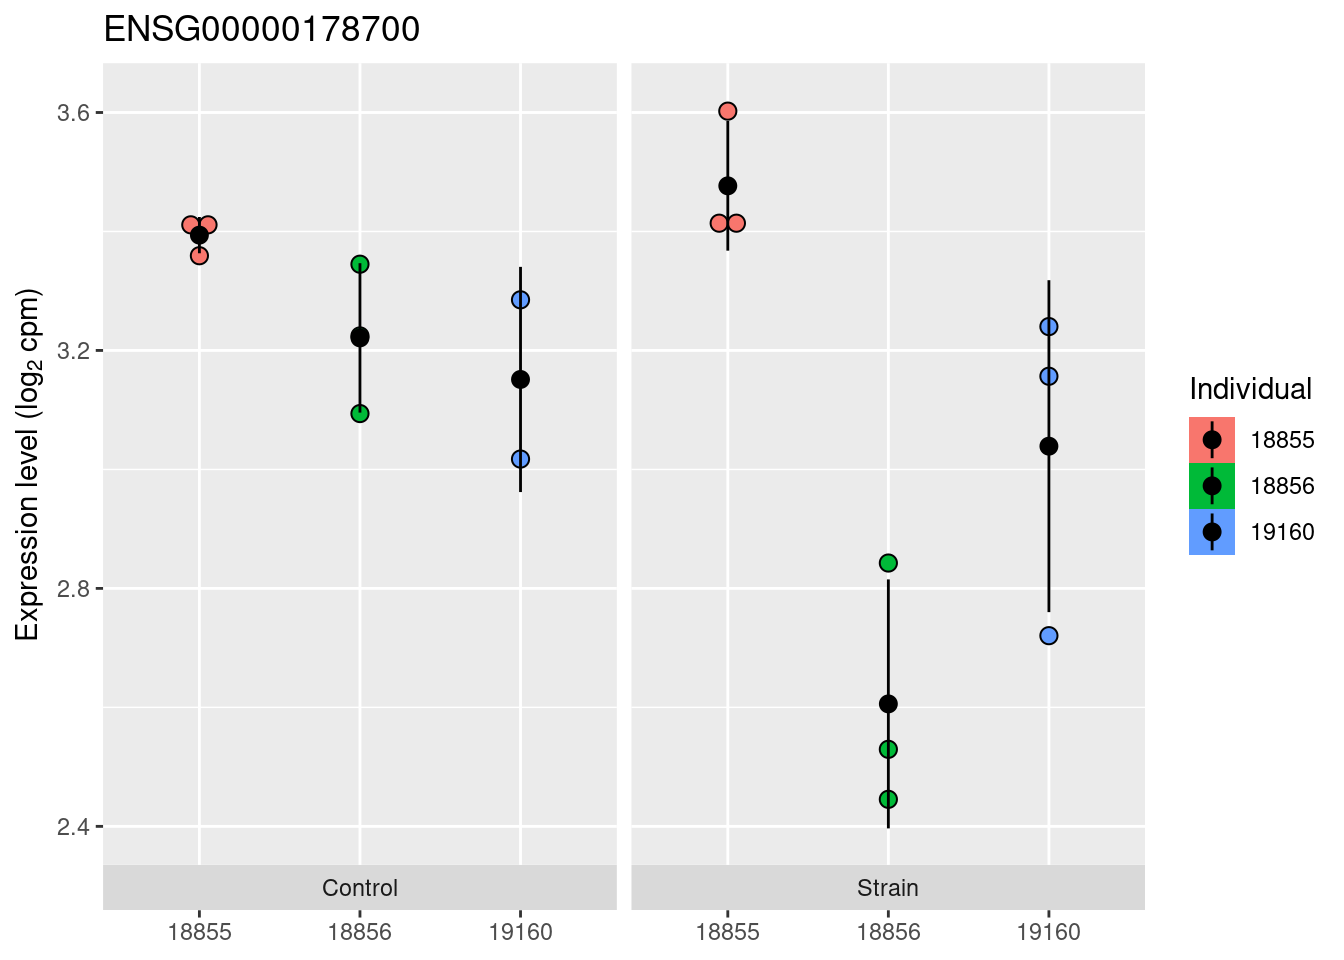 ENSG00000178700
Expression level (log₂ cpm)
3.6
3.2
2.8
2.4
Control
Strain
18855
18856
19160
18855
18856
19160
Individual
18855
18856
19160